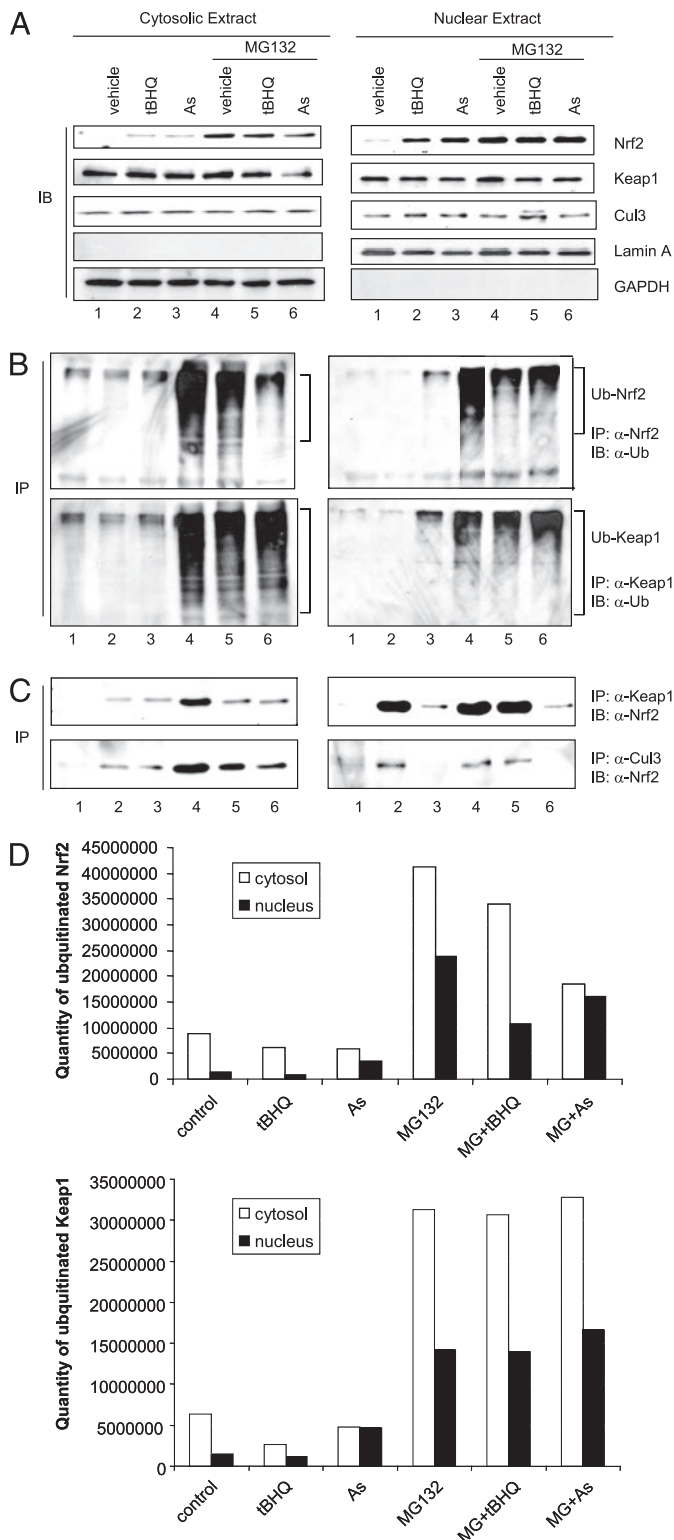 A
Cytosolic Extract
Nuclear Extract
MG132
MG132
vehicle tBHQ As vehicle tBHQ As
vehicle tBHQ As vehicle tBHQ As
IB
Nrf2
Keap1
Cul3
Lamin A
GAPDH
1 2 3 4 5 6
1 2 3 4 5 6
B
IP
Ub-Nrf2
IP: α-Nrf2
IB: α-Ub
Ub-Keap1
IP: α-Keap1
IB: α-Ub
1 2 3 4 5 6
1 2 3 4 5 6
C
IP
IP: α-Keap1
IB: α-Nrf2
IP: α-Cul3
IB: α-Nrf2
1 2 3 4 5 6
1 2 3 4 5 6
D
Quantity of ubquitinated Nrf2
45000000
40000000
35000000
30000000
25000000
20000000
15000000
10000000
5000000
0
cytosol
nucleus
control tBHQ As MG132 MG+tBHQ MG+As
Quantity of ubquitinated Keap1
35000000
30000000
25000000
20000000
15000000
10000000
5000000
0
cytosol
nucleus
control tBHQ As MG132 MG+tBHQ MG+As